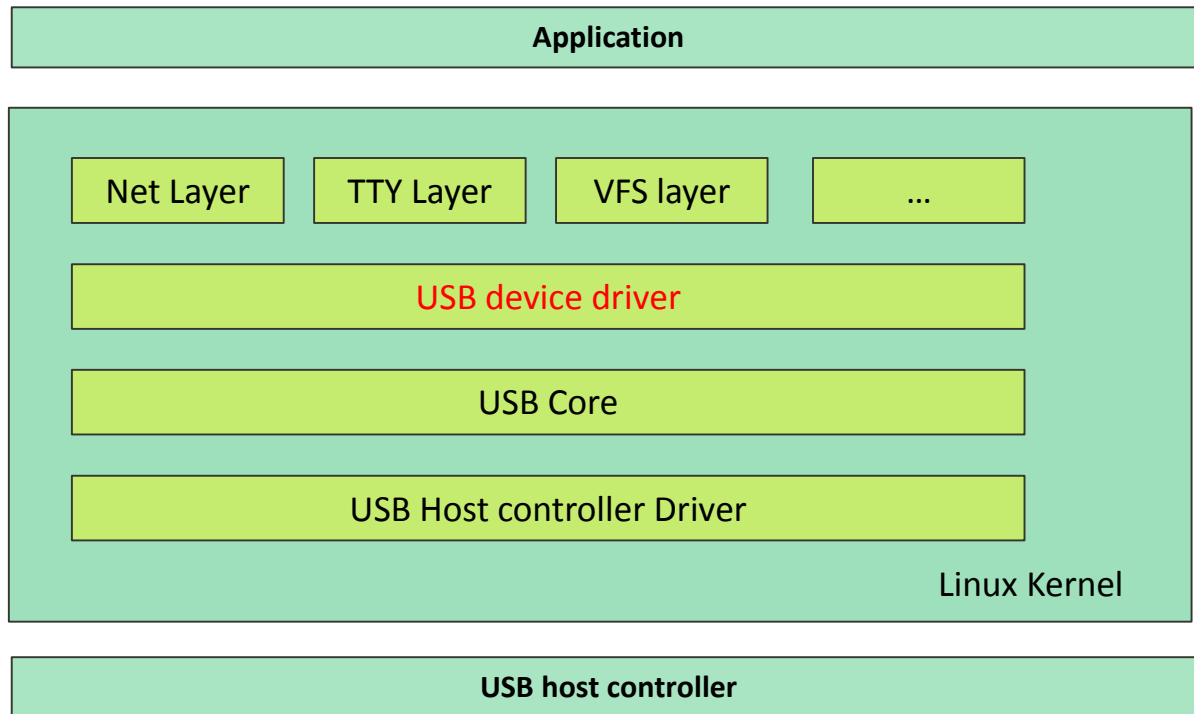 Application
Net Layer
TTY Layer
VFS layer
...
USB device driver
USB Core
USB Host controller Driver
Linux Kernel
USB host controller